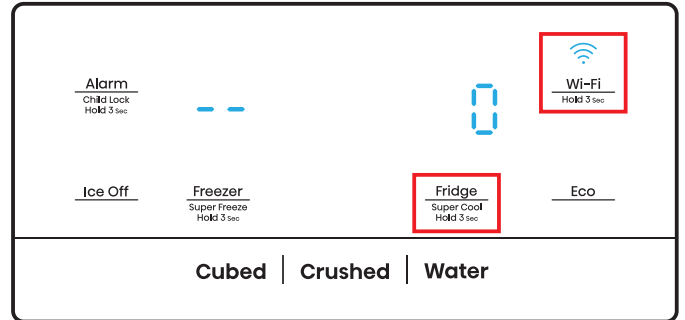 Alarm
Child Lock
Hold 3 Sec
--
0
Wi-Fi
Hold 3 Sec
Ice Off
Freezer
Super Freeze
Hold 3 Sec
Fridge
Super Cool
Hold 3 Sec
Eco
Cubed | Crushed | Water